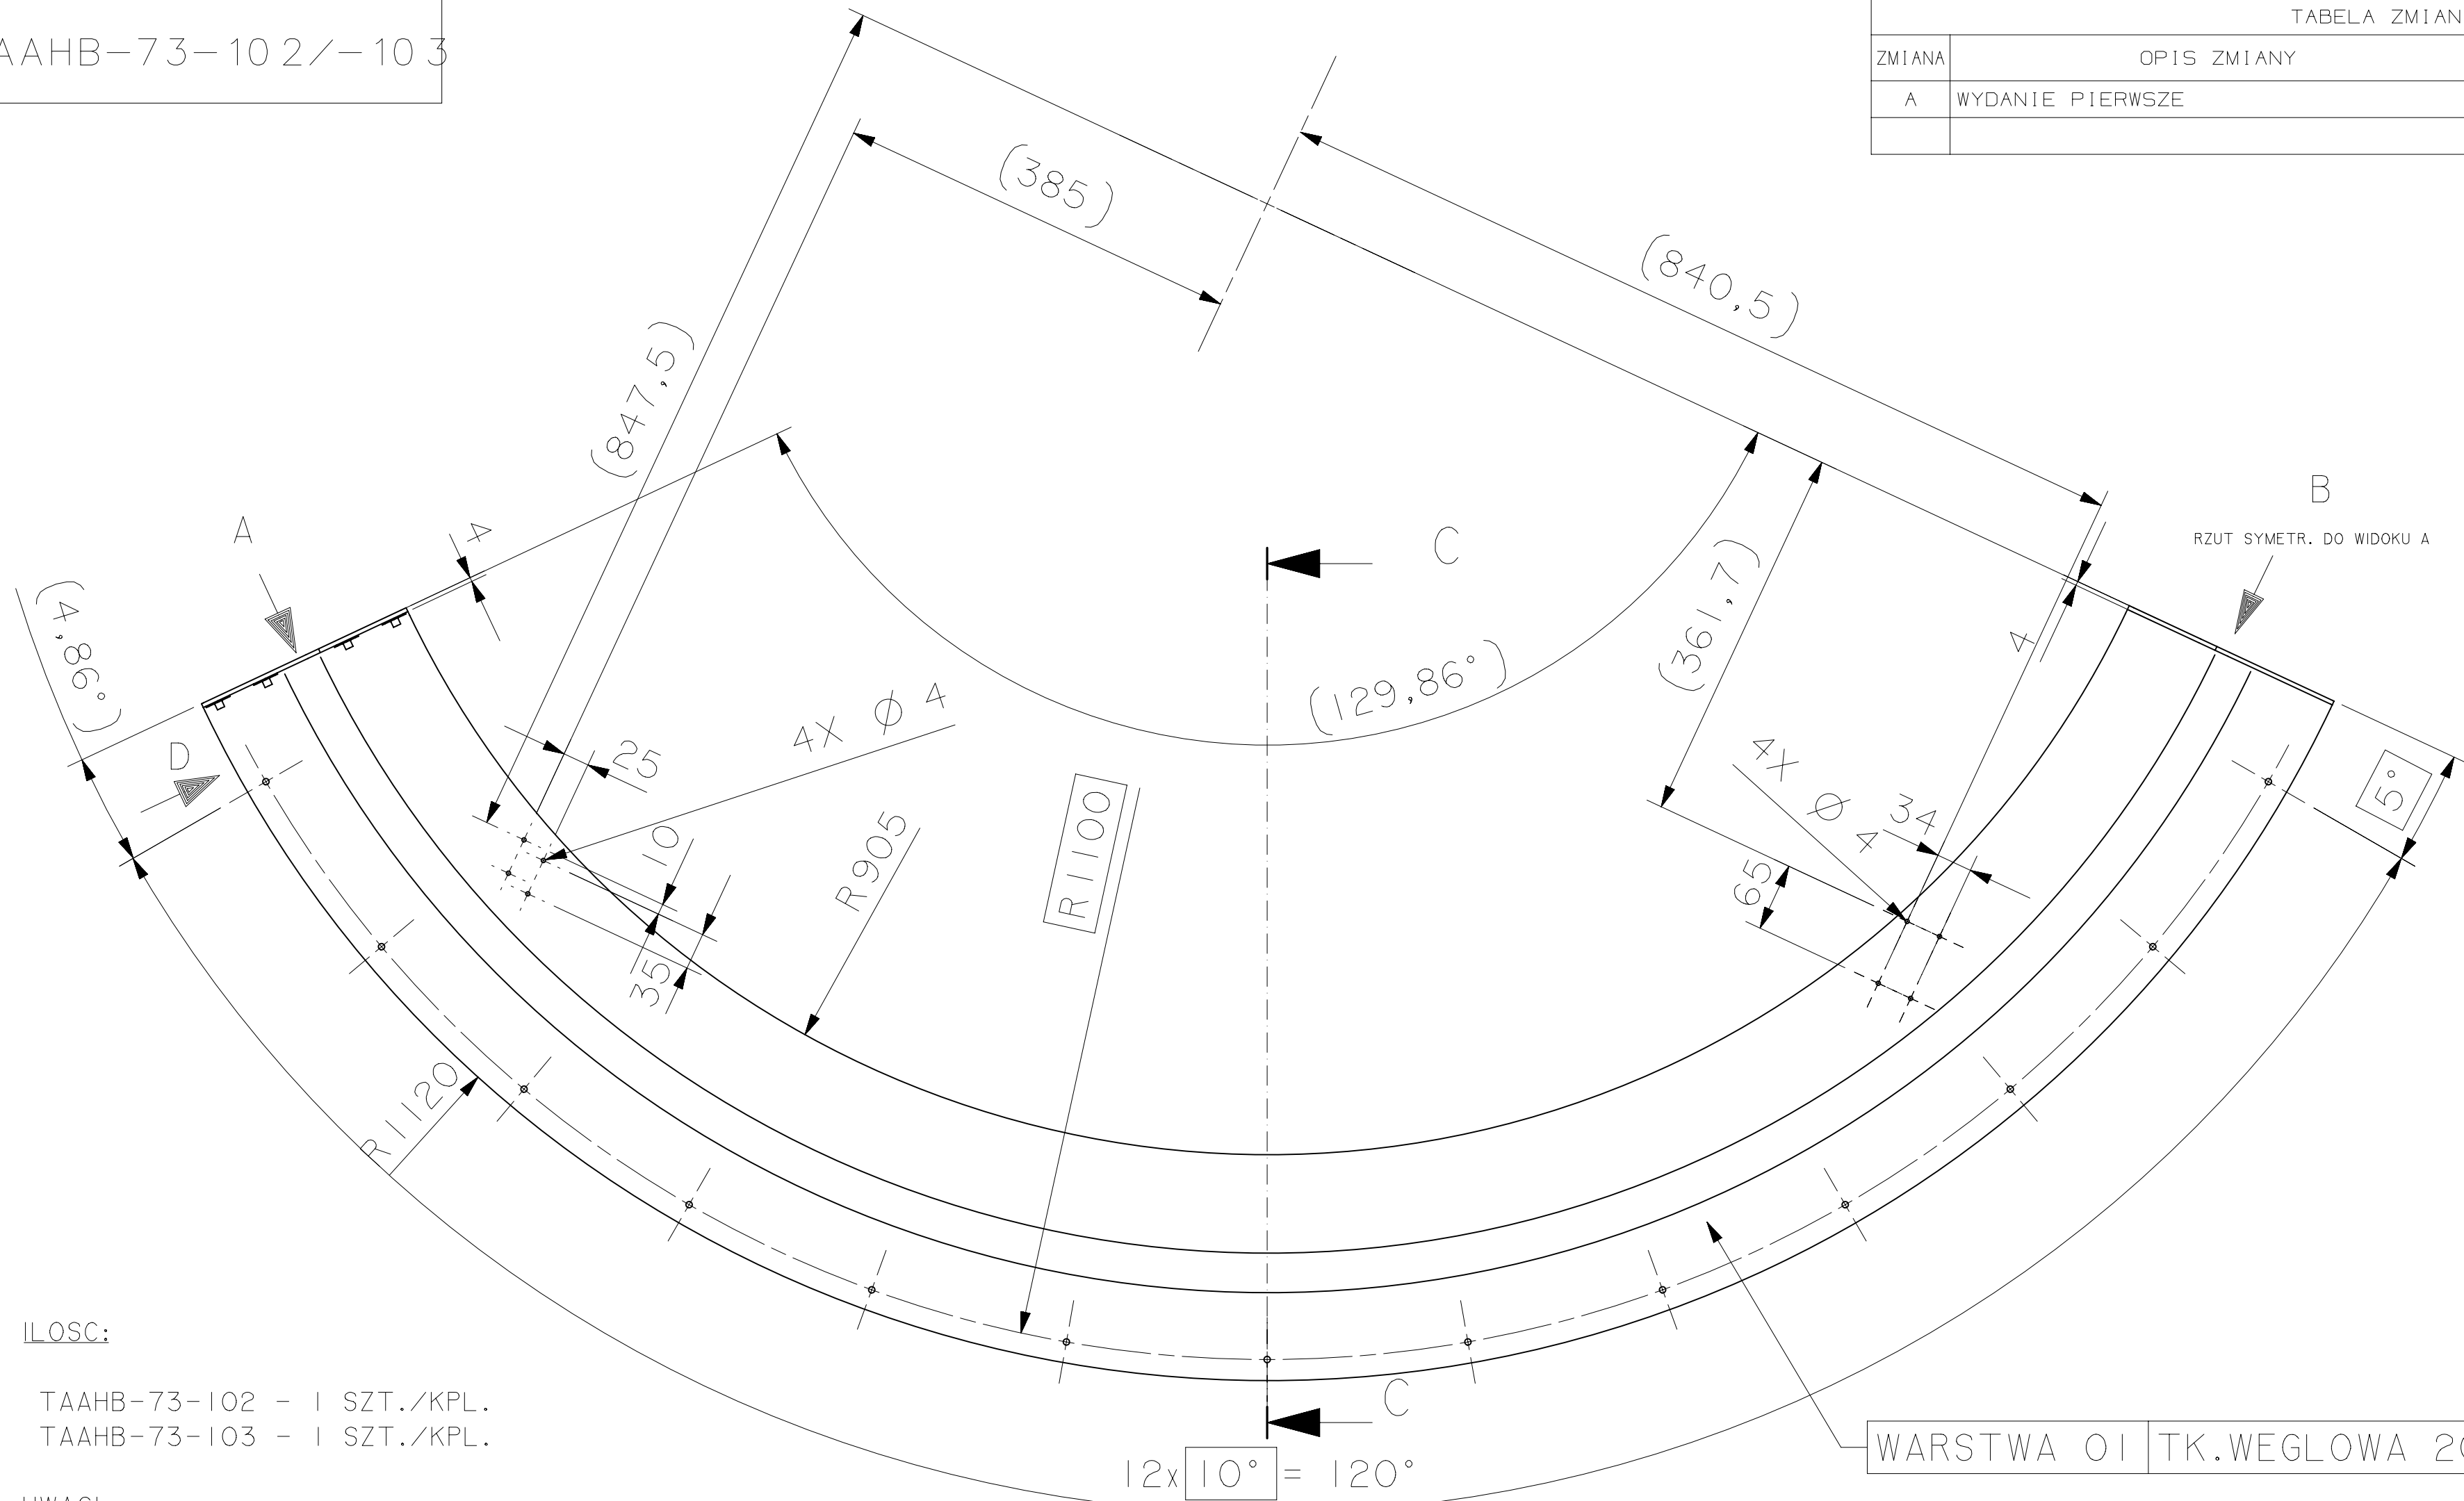 AAHB-73-102/-103
TABELA ZMIAN
ZMIANA OPIS ZMIANY
A WYDANIE PIERWSZE
(385)
(840,5)
(847,5)
A
4
(4,89°)
D
C
B
RZUT SYMETR. DO WIDOKU A
(361,7)
4
(129,86°)
25
4X Ø 4
4X Ø 4
34
5°
10
R905
R1100
65
35
R1120
C
12x 10° = 120°
WARSTWA 01 TK.WEGLOWA
ILOSC:
TAAHB-73-102 - 1 SZT./KPL.
TAAHB-73-103 - 1 SZT./KPL.